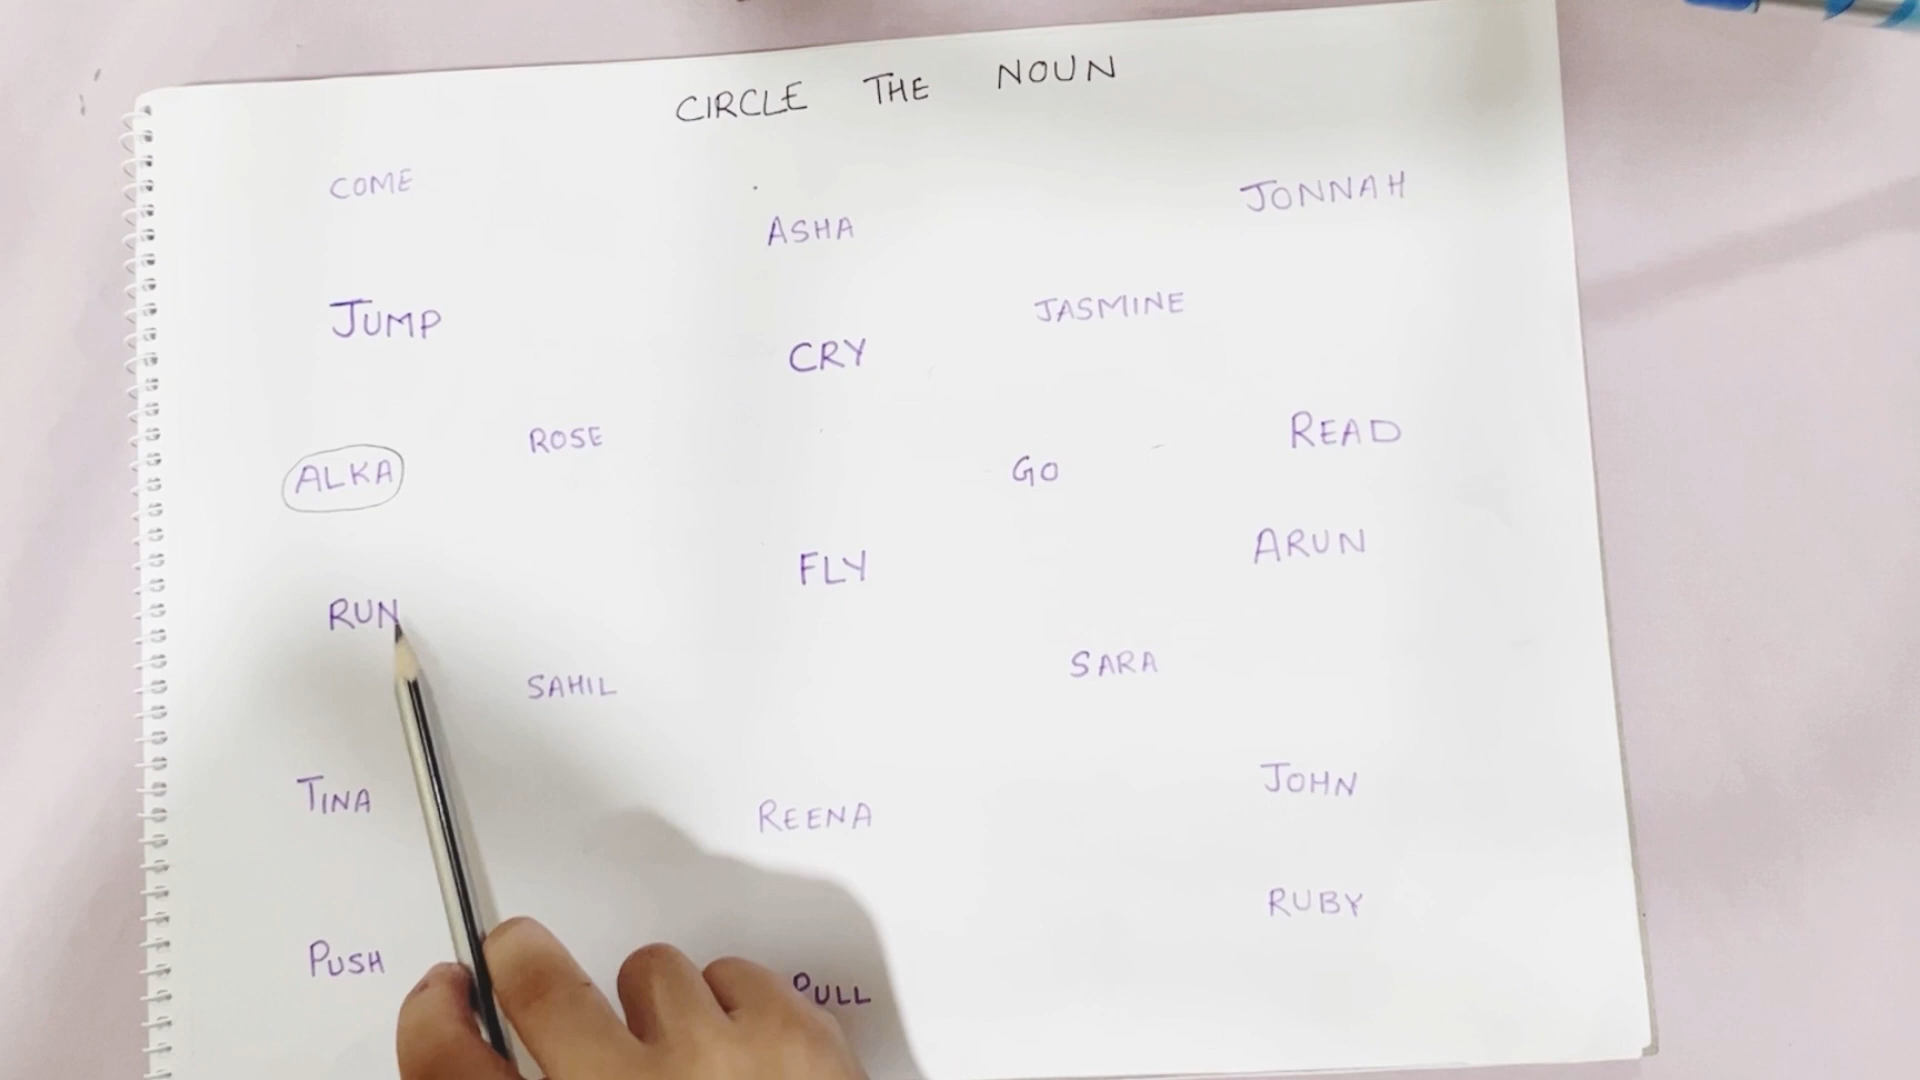 CIRCLE THE NOUN
COME
ASHA
JONNAH
JUMP
CRY
JASMINE
ALKA
ROSE
GO
READ
RUN
FLY
ARUN
SAHIL
SARA
TINA
REENA
JOHN
PUSH
PULL
RUBY